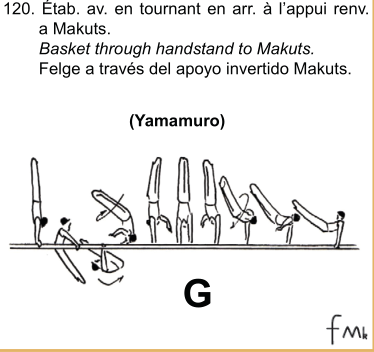 120. Étab. av. en tournant en arr. à l'appui renv.
a Makuts.
Basket through handstand to Makuts.
Felge a través del apoyo invertido Makuts.
(Yamamuro)
G
fMk